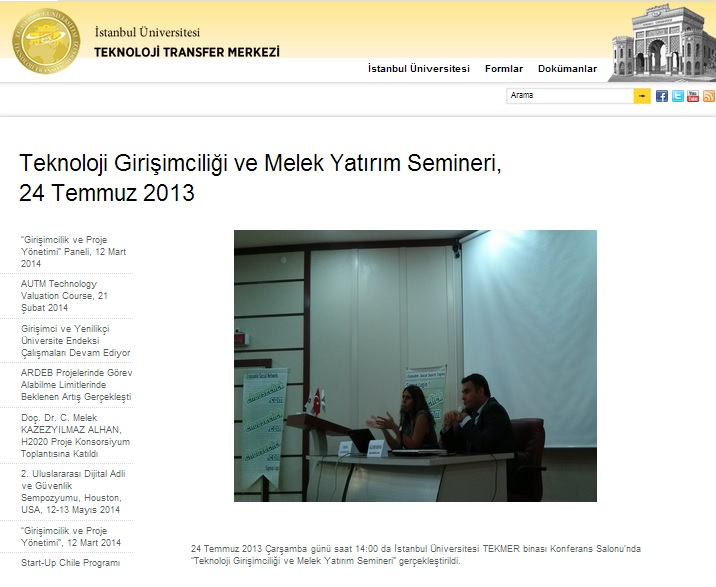 İstanbul Üniversitesi
TEKNOLOJİ TRANSFER MERKEZİ
İstanbul Üniversitesi Formlar Dokümanlar
Arama
Teknoloji Girişimciliği ve Melek Yatırım Semineri,
24 Temmuz 2013
"Girişimcilik ve Proje
Yönetimi" Paneli, 12 Mart
2014
AUTM Technology
Valuation Course, 21
Şubat 2014
Girişimci ve Yenilikçi
Üniversite Endeksi
Çalışmaları Devam Ediyor
ARDEB Projelerinde Görev
Alabilme Limitlerinde
Beklenen Artış Gerçekleşti
Doç. Dr. C. Melek
KAZEZYILMAZ ALHAN,
H2020 Proje Konsorsiyum
Toplantısına Katıldı
2. Uluslararası Dijital Adli
ve Güvenlik
Sempozyumu, Houston,
USA, 12-13 Mayıs 2014
"Girişimcilik ve Proje
Yönetimi", 12 Mart 2014
Start-Up Chile Programı
24 Temmuz 2013 Çarşamba günü saat 14:00 da İstanbul Üniversitesi TEKMER binası Konferans Salonu'nda
"Teknoloji Girişimciliği ve Melek Yatırım Semineri" gerçekleştirildi.